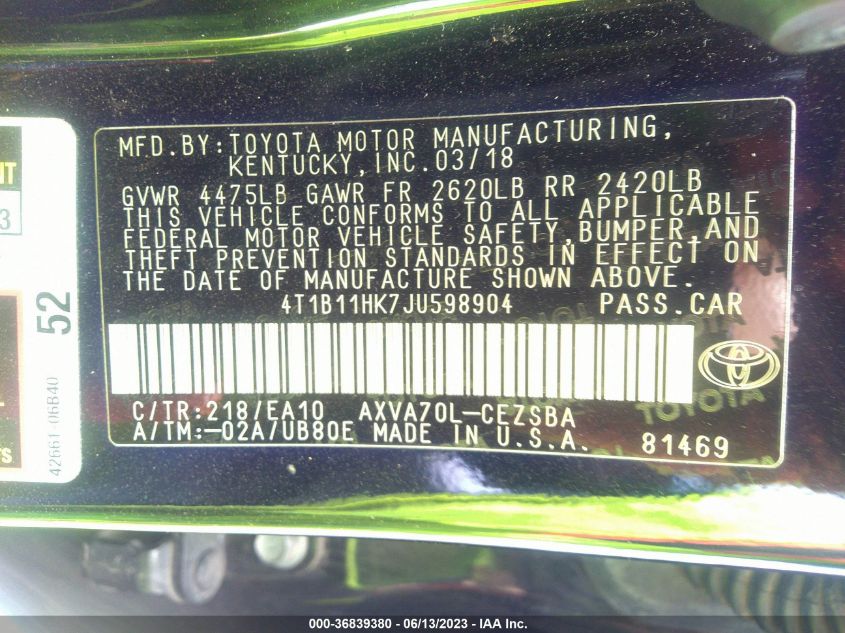 MFD.BY:TOYOTA MOTOR MANUFACTURING,
KENTUCKY,INC.03/18
GVWR 4475LB GAWR FR 2620LB RR 2420LB
THIS VEHICLE CONFORMS TO ALL APPLICABLE
FEDERAL MOTOR VEHICLE SAFETY,BUMPER,AND
THEFT PREVENTION STANDARDS IN EFFECT ON
THE DATE OF MANUFACTURE SHOWN ABOVE.
4T1B11HK7JU598904 PASS.CAR
C/TR:218/EA10 AXVA70L-CEZSBA
A/TM:-02A/UB80E MADE IN U.S.A. 81469
TOYOTA
52
42661-06B40
3
000-36839380 - 06/13/2023 - IAA Inc.